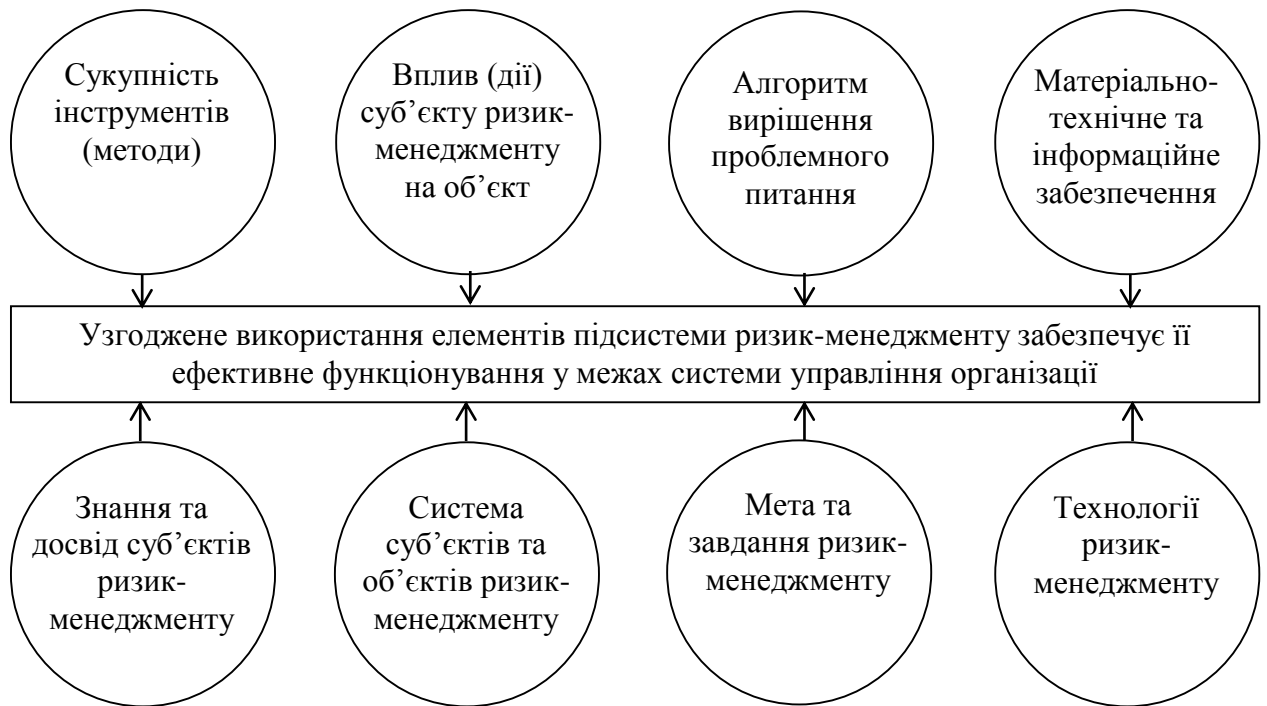 Сукупність
інструментів
(методи)
Вплив (дії)
суб’єкту ризик-
менеджменту
на об’єкт
Алгоритм
вирішення
проблемного
питання
Матеріально-
технічне та
інформаційне
забезпечення
Узгоджене використання елементів підсистеми ризик-менеджменту забезпечує її
ефективне функціонування у межах системи управління організації
Знання та
досвід суб’єктів
ризик-
менеджменту
Система
суб’єктів та
об’єктів ризик-
менеджменту
Мета та
завдання ризик-
менеджменту
Технології
ризик-
менеджменту